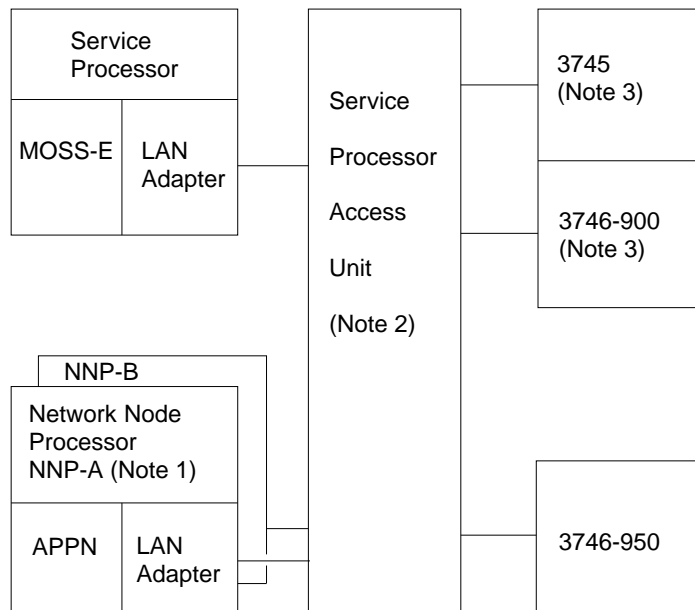 Service
Processor
MOSS-E
LAN
Adapter
NNP-B
Network Node
Processor
NNP-A (Note 1)
APPN
LAN
Adapter
Service
Processor
Access
Unit
(Note 2)
3745
(Note 3)
3746-900
(Note 3)
3746-950